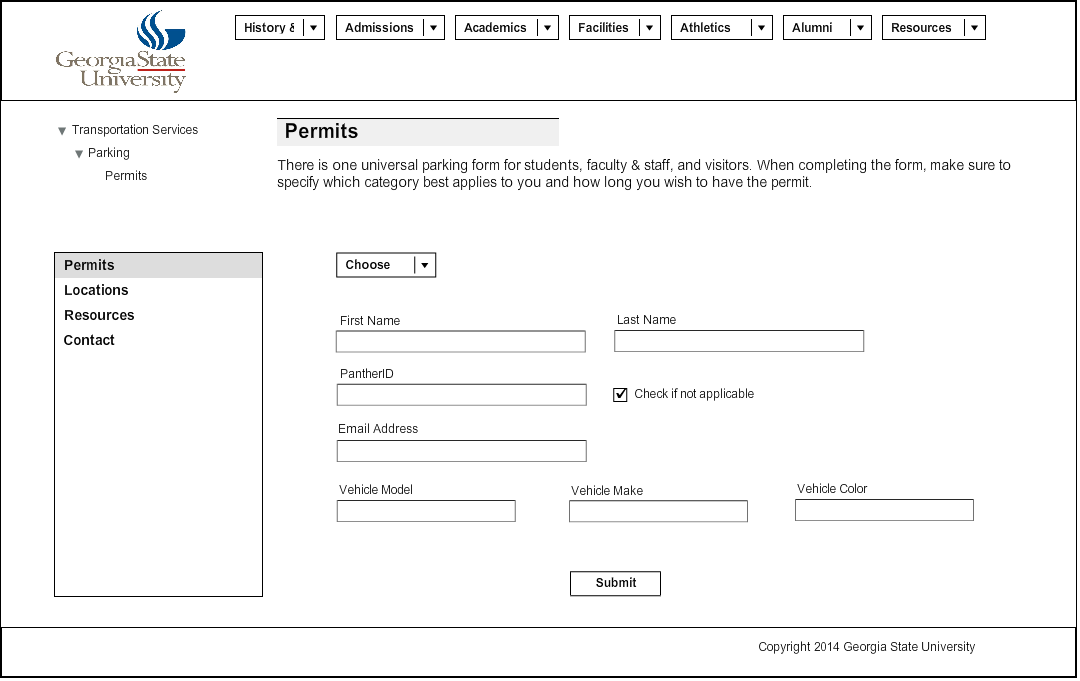 GeorgiaState
University
History &
Admissions
Academics
Facilities
Athletics
Alumni
Resources
Transportation Services
Parking
Permits
Permits
There is one universal parking form for students, faculty & staff, and visitors. When completing the form, make sure to
specify which category best applies to you and how long you wish to have the permit.
Permits
Locations
Resources
Contact
Choose
First Name
Last Name
PantherID
Check if not applicable
Email Address
Vehicle Model
Vehicle Make
Vehicle Color
Submit
Copyright 2014 Georgia State University